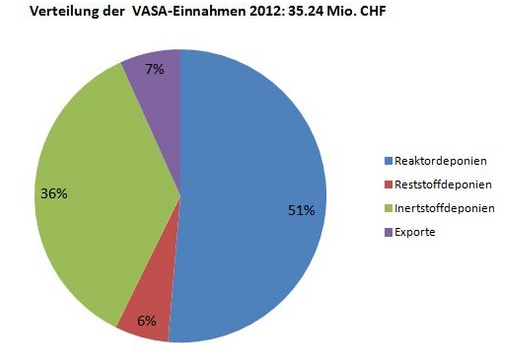 Verteilung der VASA-Einnahmen 2012: 35.24 Mio. CHF
7%
36%
51%
6%
Reaktordeponien
Reststoffdeponien
Inertstoffdeponien
Exporte